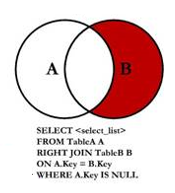 A B
SELECT <select_list>
FROM TableA A
RIGHT JOIN TableB B
ON A.Key = B.Key
WHERE A.Key IS NULL